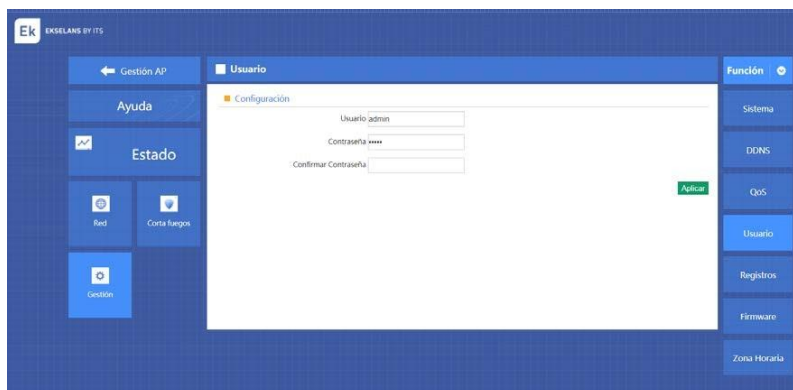 Ek EKSELANS BY ITS
Gestión AP
Ayuda
Estado
Red
Corta fuegos
Gestión
Usuario
Configuración
Usuario admin
Contraseña •••••
Confirmar Contraseña
Aplicar
Función
Sistema
DDNS
QoS
Usuario
Registros
Firmware
Zona Horaria